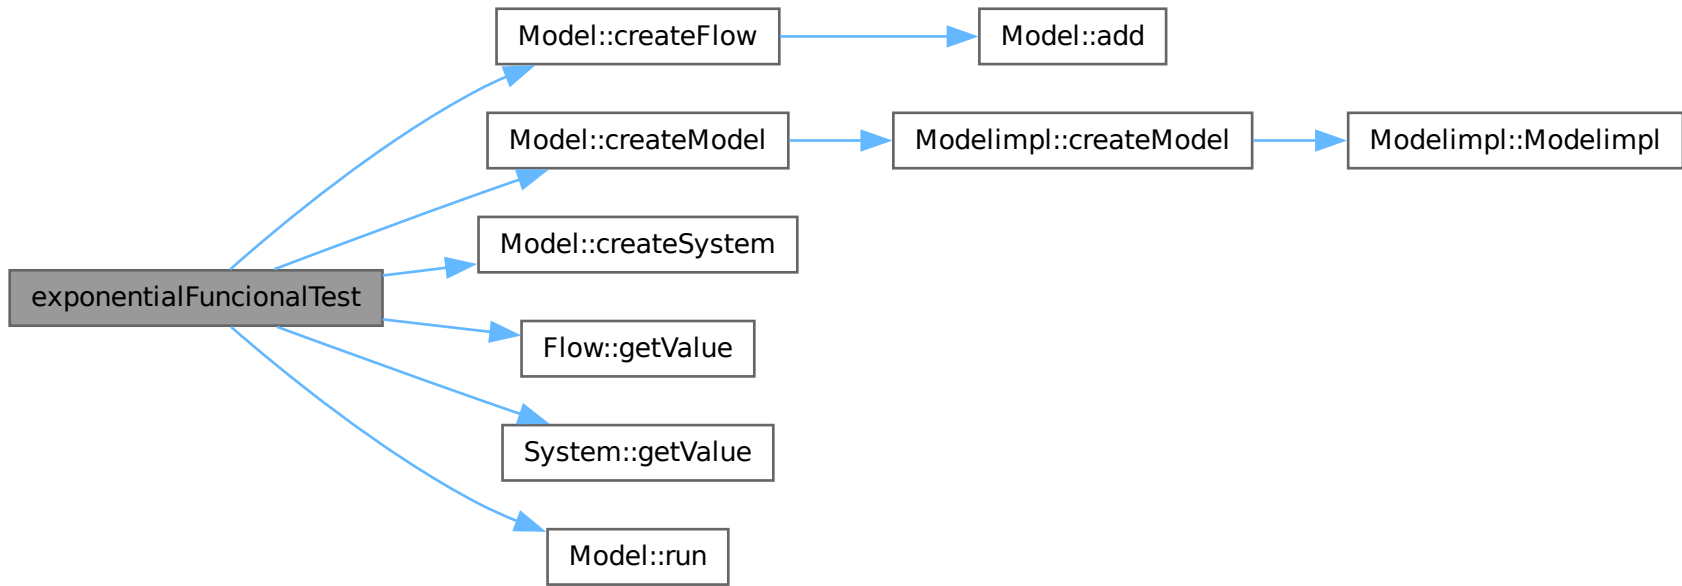 Model::createFlow
Model::add
Model::createModel
Modelimpl::createModel
Modelimpl::Modelimpl
Model::createSystem
exponentialFuncionalTest
Flow::getValue
System::getValue
Model::run